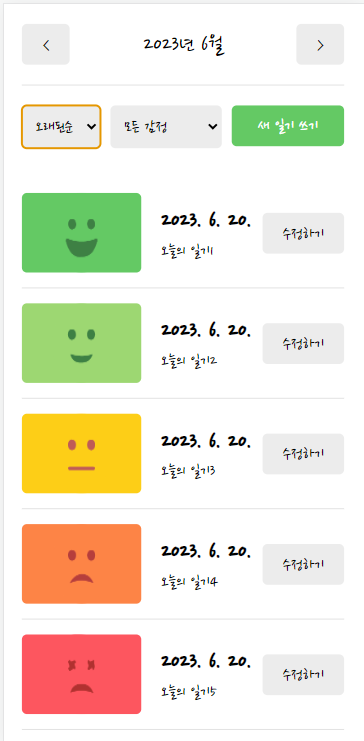 2023년 6월
오래된순 모든 감정 새 일기 쓰기
2023. 6. 20.
오늘의 일기1
수정하기
2023. 6. 20.
오늘의 일기2
수정하기
2023. 6. 20.
오늘의 일기3
수정하기
2023. 6. 20.
오늘의 일기4
수정하기
2023. 6. 20.
오늘의 일기5
수정하기